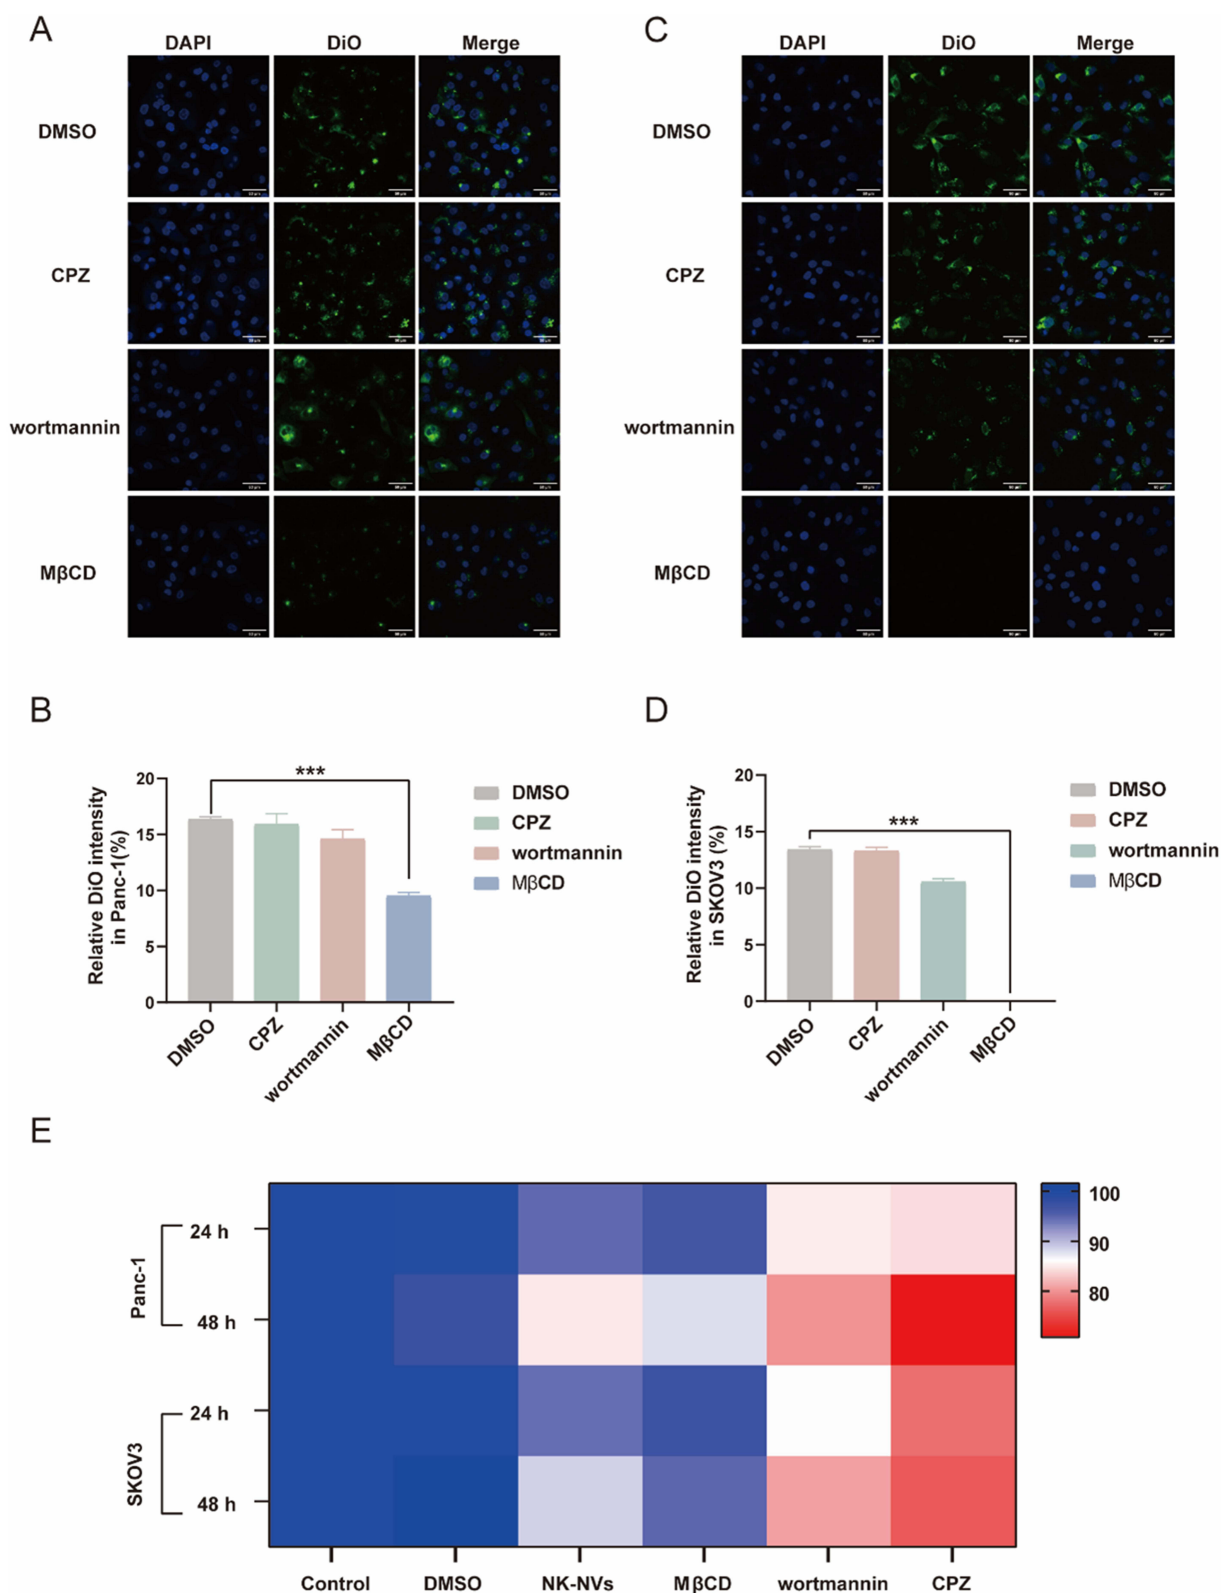 A
DAPI DiO Merge
DMSO
CPZ
wortmannin
MβCD
C
DAPI DiO Merge
DMSO
CPZ
wortmannin
MβCD
B
Relative DiO intensity
in Panc-1(%)
20
15
10
5
0
***
DMSO
CPZ
wortmannin
MβCD
DMSO
CPZ
wortmannin
MβCD
D
Relative DiO intensity
in SKOV3 (%)
20
15
10
5
0
***
DMSO
CPZ
wortmannin
MβCD
DMSO
CPZ
wortmannin
MβCD
E
Panc-1
24 h
48 h
SKOV3
24 h
48 h
100
90
80
Control DMSO NK-NVs MβCD wortmannin CPZ